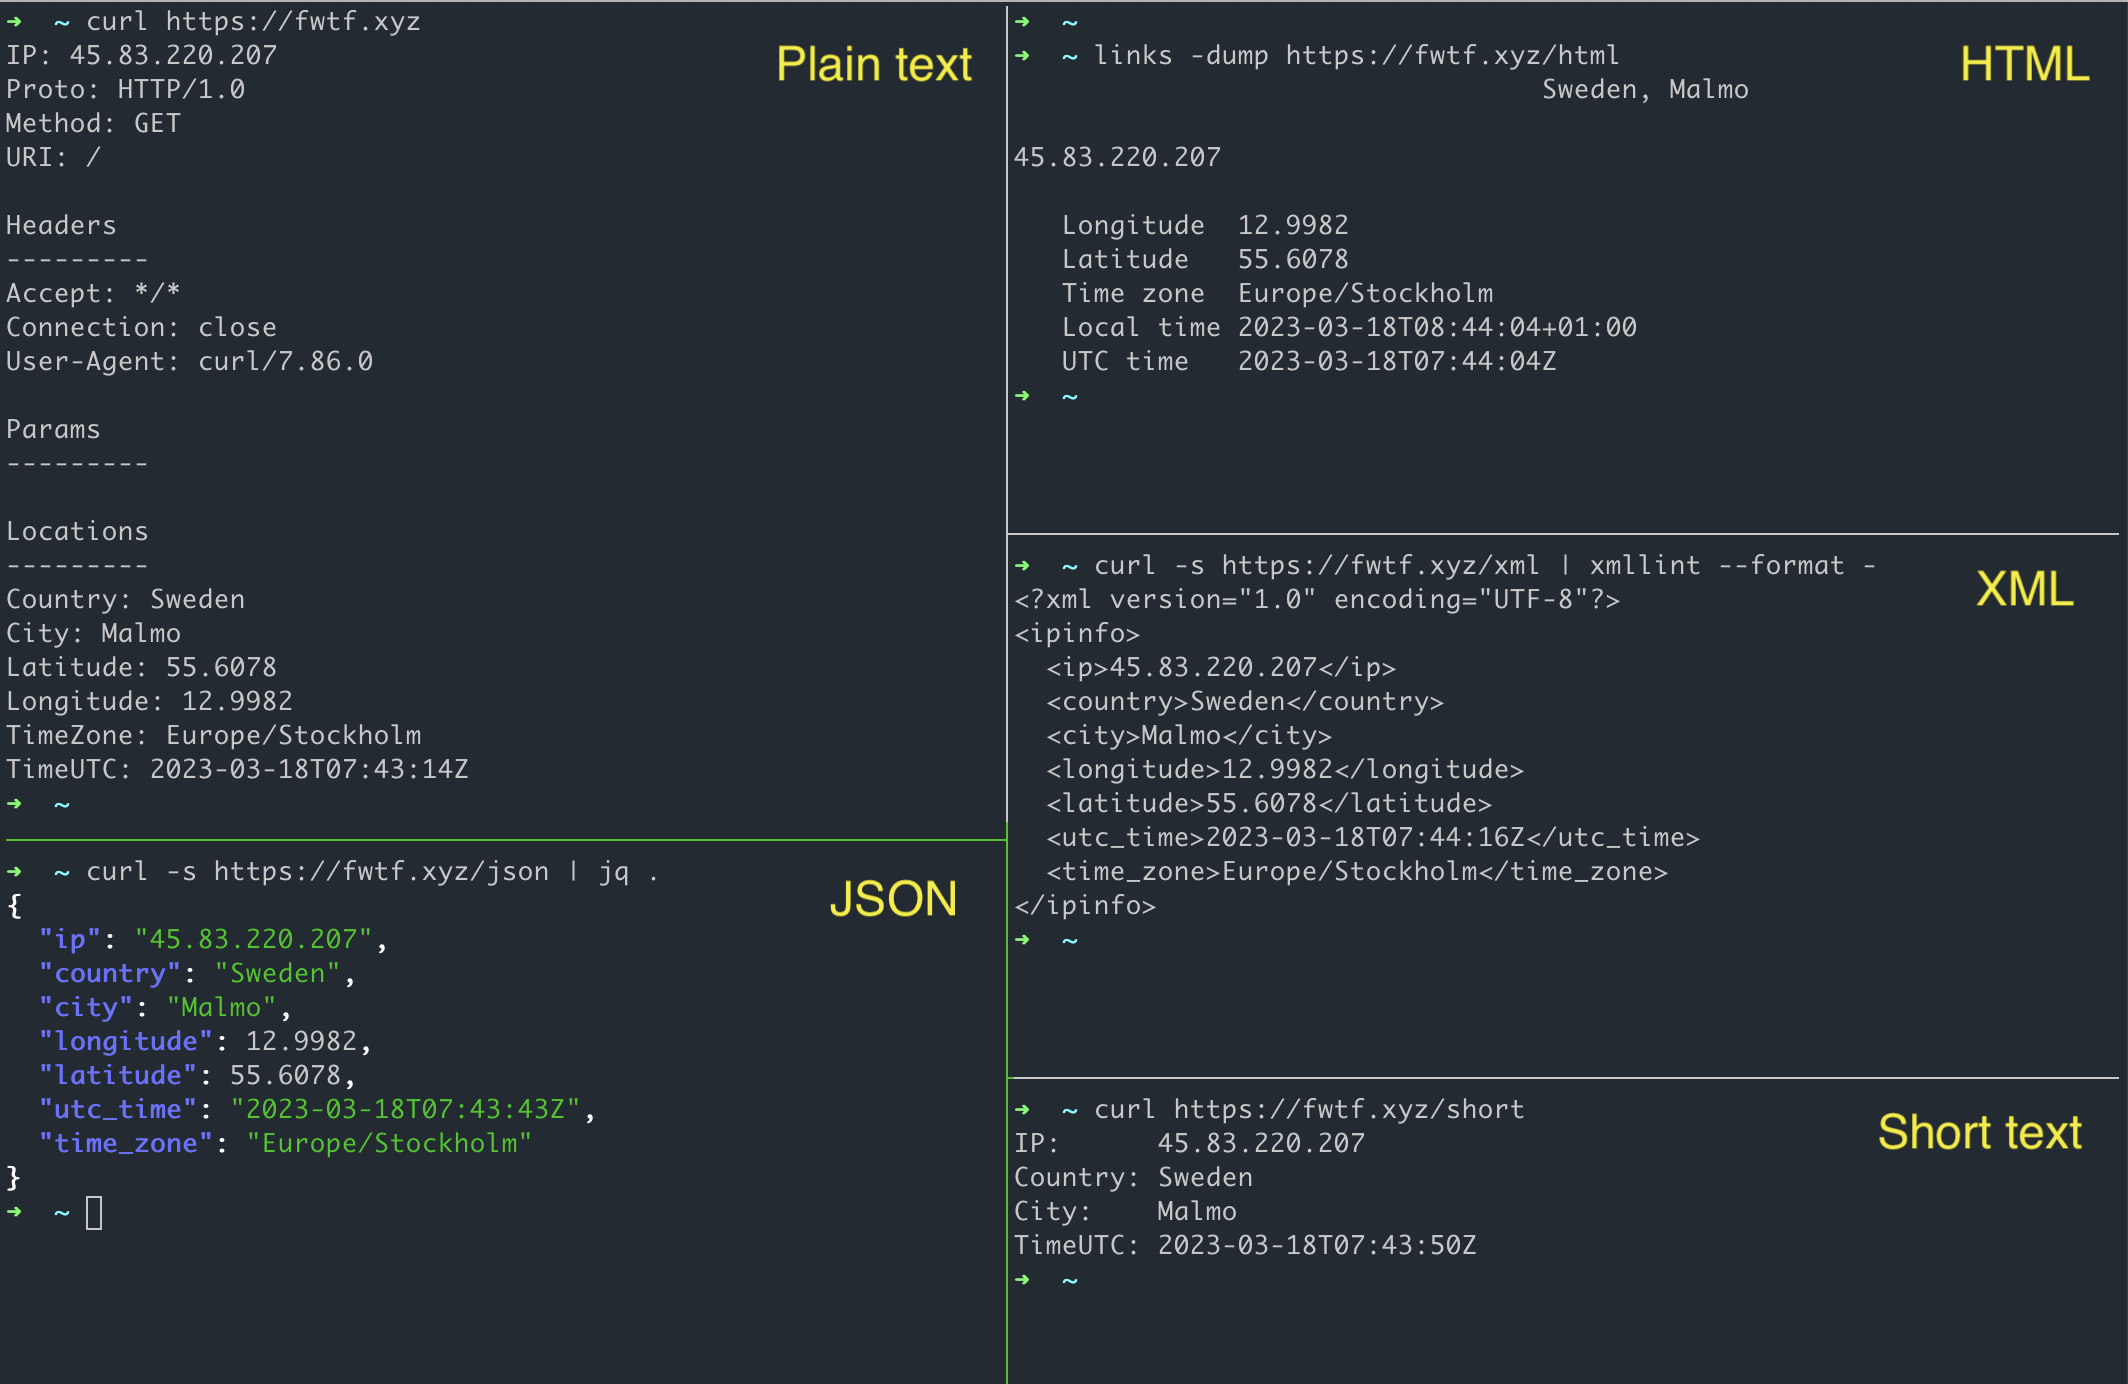 ➜  ~ curl https://fwtf.xyz
IP: 45.83.220.207
Plain text
Proto: HTTP/1.0
Method: GET
URI: /
Headers
---------
Accept: */*
Connection: close
User-Agent: curl/7.86.0
Params
---------
Locations
---------
Country: Sweden
City: Malmo
Latitude: 55.6078
Longitude: 12.9982
TimeZone: Europe/Stockholm
TimeUTC: 2023-03-18T07:43:14Z
➜  ~
➜  ~ curl -s https://fwtf.xyz/json | jq .
JSON
{
  "ip": "45.83.220.207",
  "country": "Sweden",
  "city": "Malmo",
  "longitude": 12.9982,
  "latitude": 55.6078,
  "utc_time": "2023-03-18T07:43:43Z",
  "time_zone": "Europe/Stockholm"
}
➜  ~
➜  ~
➜  ~ links -dump https://fwtf.xyz/html
HTML
Sweden, Malmo
45.83.220.207
   Longitude  12.9982
   Latitude   55.6078
   Time zone  Europe/Stockholm
   Local time 2023-03-18T08:44:04+01:00
   UTC time   2023-03-18T07:44:04Z
➜  ~
➜  ~ curl -s https://fwtf.xyz/xml | xmllint --format -
XML
<?xml version="1.0" encoding="UTF-8"?>
<ipinfo>
  <ip>45.83.220.207</ip>
  <country>Sweden</country>
  <city>Malmo</city>
  <longitude>12.9982</longitude>
  <latitude>55.6078</latitude>
  <utc_time>2023-03-18T07:44:16Z</utc_time>
  <time_zone>Europe/Stockholm</time_zone>
</ipinfo>
➜  ~
➜  ~ curl https://fwtf.xyz/short
Short text
IP:      45.83.220.207
Country: Sweden
City:    Malmo
TimeUTC: 2023-03-18T07:43:50Z
➜  ~